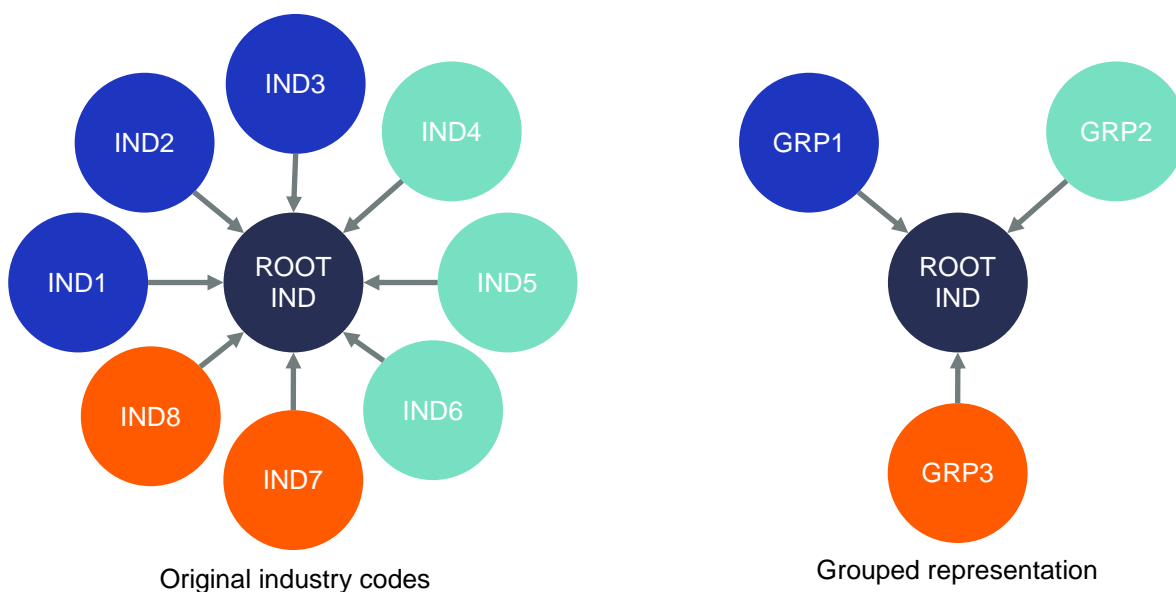 IND3
IND4
IND2
IND1
ROOT
IND
IND5
IND8
IND6
IND7
Original industry codes
GRP1
GRP2
ROOT
IND
GRP3
Grouped representation